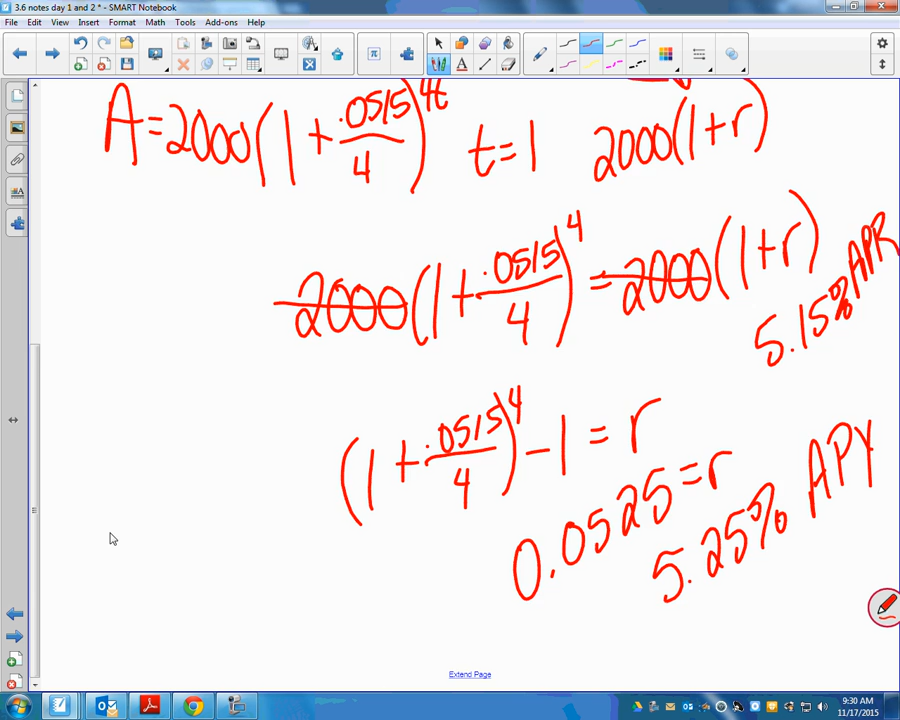 3.6 notes day 1 and 2 * - SMART Notebook
File Edit View Insert Format Math Tools Add-ons Help
A=2000(1+.0515/4)^4t t=1 2000(1+r)
2000(1+.0515/4)^4=2000(1+r)
5.15% APR
(1+.0515/4)^4-1=r
0.0525=r
5.25% APY
Extend Page
9:30 AM
11/17/2015